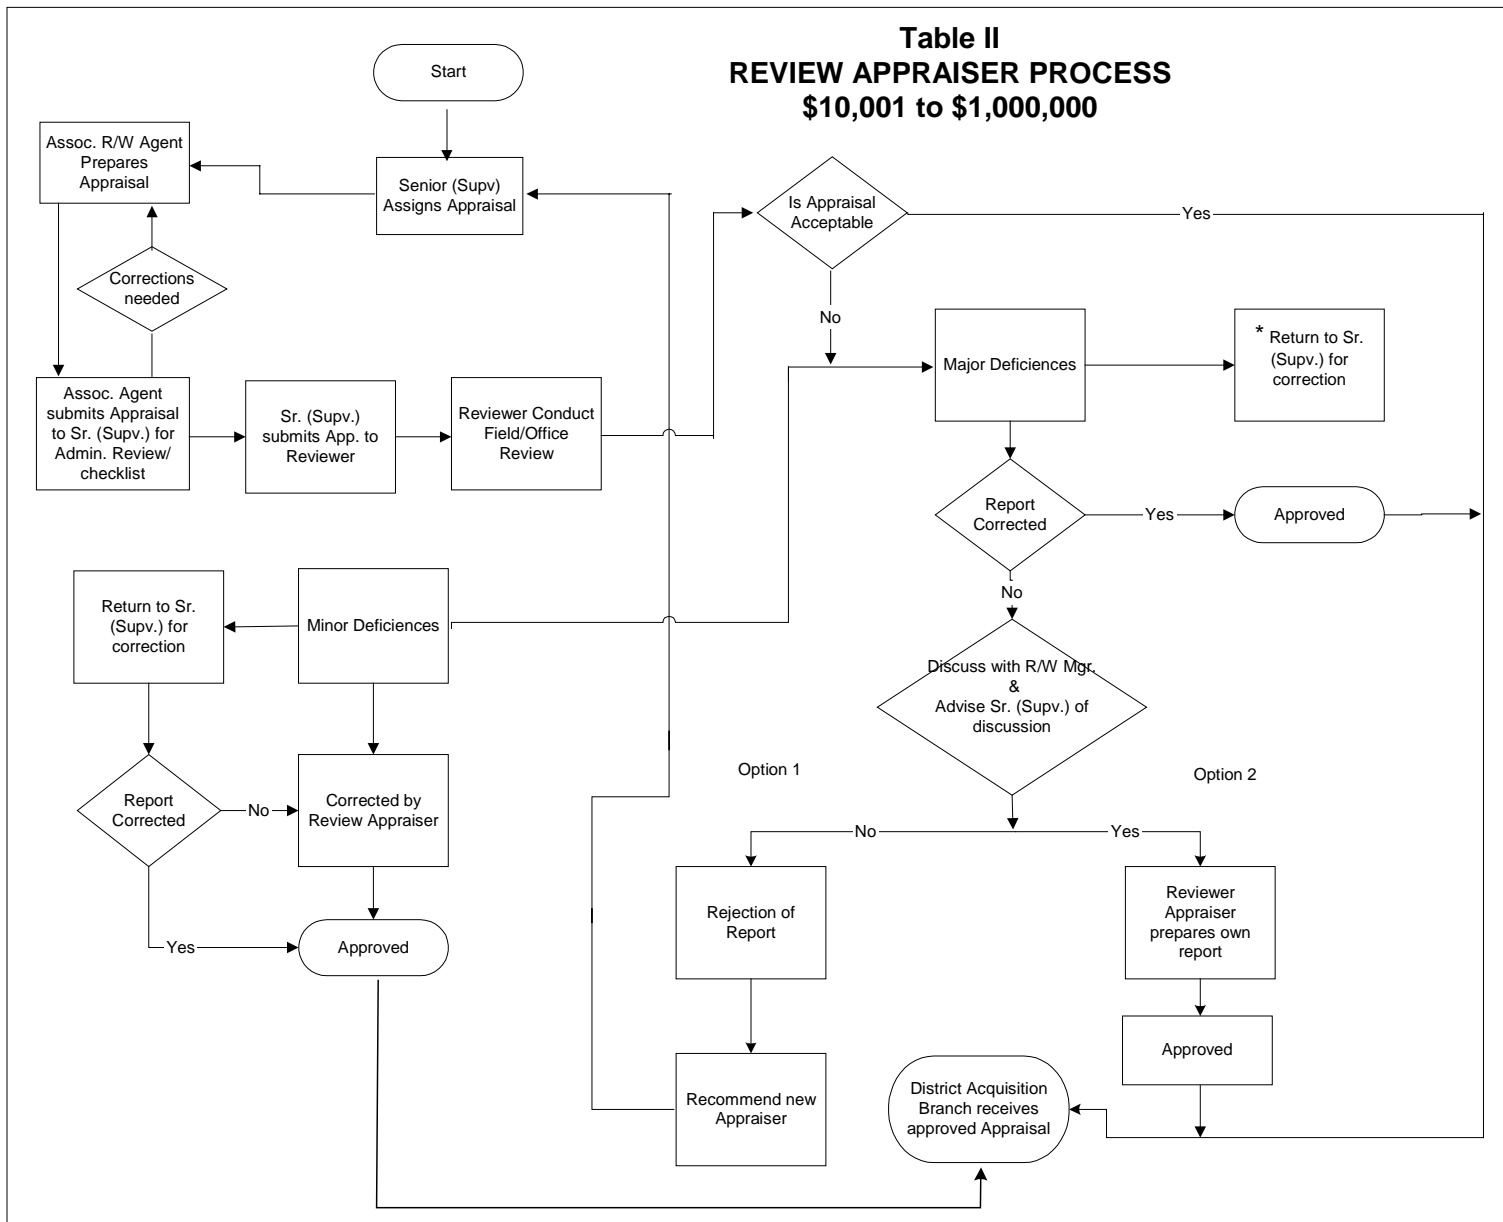 Table II
REVIEW APPRAISER PROCESS
$10,001 to $1,000,000
Start
Assoc. R/W Agent
Prepares
Appraisal
Senior (Supv)
Assigns Appraisal
Corrections
needed
Assoc. Agent
submits Appraisal
to Sr. (Supv.) for
Admin. Review/
checklist
Sr. (Supv.)
submits App. to
Reviewer
Reviewer Conduct
Field/Office
Review
Is Appraisal
Acceptable
Yes
No
Major Deficiences
* Return to Sr.
(Supv.) for
correction
Report
Corrected
Yes
Approved
No
Return to Sr.
(Supv.) for
correction
Minor Deficiences
Discuss with R/W Mgr.
&
Advise Sr. (Supv.) of
discussion
Report
Corrected
No
Corrected by
Review Appraiser
Yes
Approved
Option 1
Option 2
No
Yes
Rejection of
Report
Reviewer
Appraiser
prepares own
report
Recommend new
Appraiser
Approved
District Acquisition
Branch receives
approved Appraisal